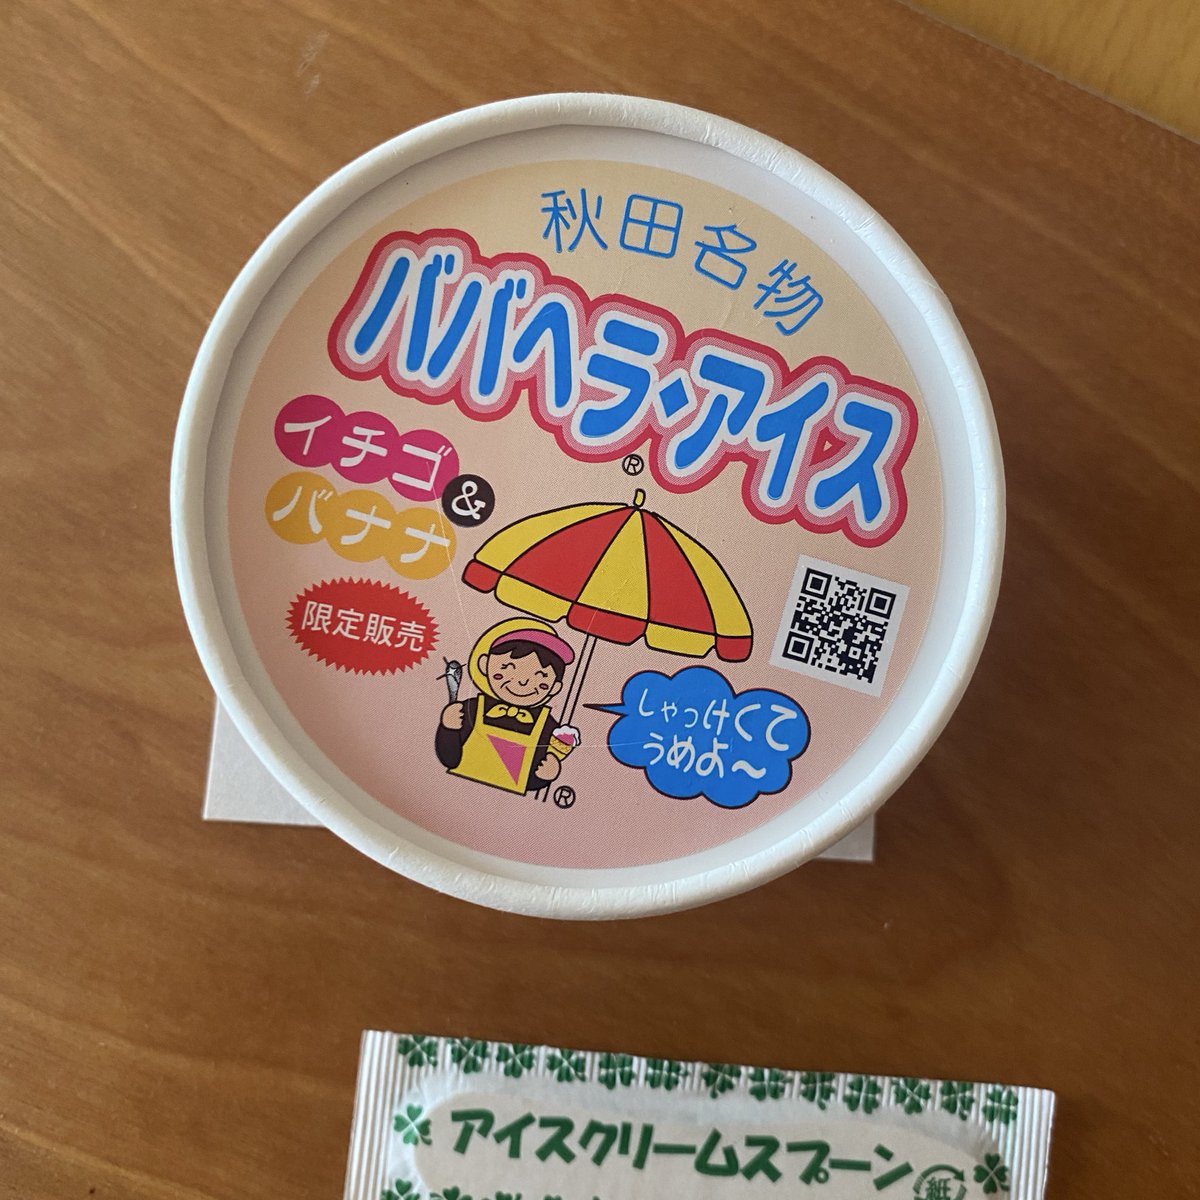 秋田名物
ババヘラ・アイス
®
イチゴ
&
バナナ
限定販売
しゃっけくて
うめよ～
®
アイスクリームスプーン
紙